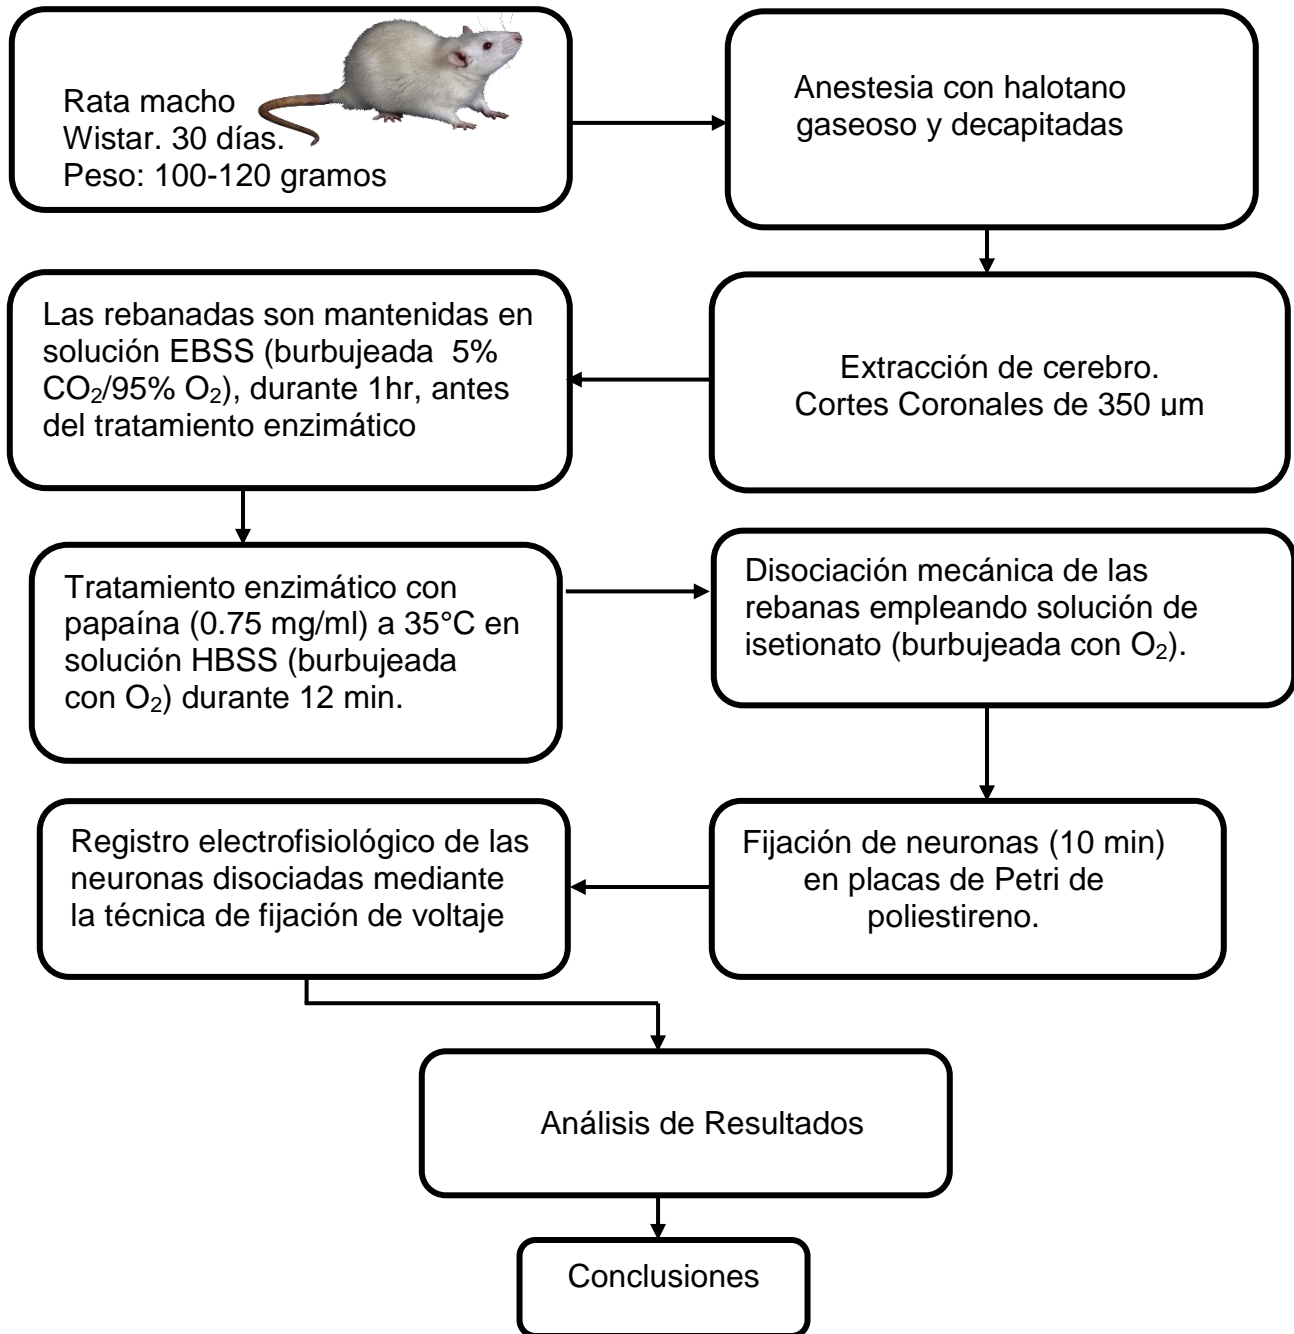 Rata macho
Wistar. 30 días.
Peso: 100-120 gramos
Anestesia con halotano
gaseoso y decapitadas
Extracción de cerebro.
Cortes Coronales de 350 µm
Las rebanadas son mantenidas en
solución EBSS (burbujeada 5%
CO₂/95% O₂), durante 1hr, antes
del tratamiento enzimático
Tratamiento enzimático con
papaína (0.75 mg/ml) a 35°C en
solución HBSS (burbujeada
con O₂) durante 12 min.
Disociación mecánica de las
rebanas empleando solución de
isetionato (burbujeada con O₂).
Fijación de neuronas (10 min)
en placas de Petri de
poliestireno.
Registro electrofisiológico de las
neuronas disociadas mediante
la técnica de fijación de voltaje
Análisis de Resultados
Conclusiones